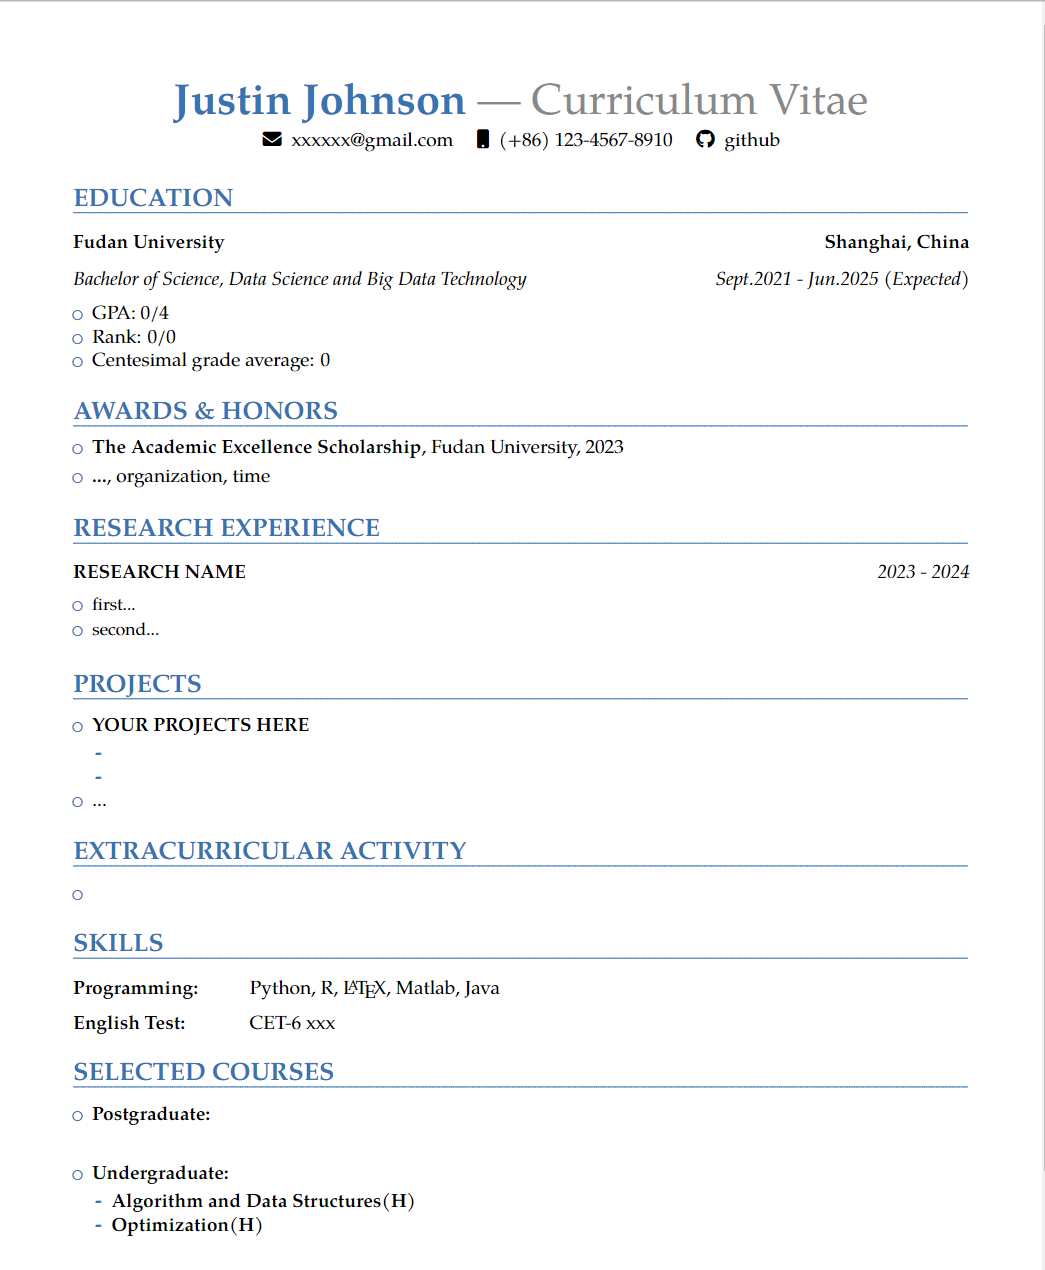 Justin Johnson — Curriculum Vitae
xxxxxx@gmail.com (+86) 123-4567-8910 github
EDUCATION
Fudan University Shanghai, China
Bachelor of Science, Data Science and Big Data Technology Sept.2021 - Jun.2025 (Expected)
GPA: 0/4
Rank: 0/0
Centesimal grade average: 0
AWARDS & HONORS
The Academic Excellence Scholarship, Fudan University, 2023
..., organization, time
RESEARCH EXPERIENCE
RESEARCH NAME 2023 - 2024
first...
second...
PROJECTS
YOUR PROJECTS HERE
-
-
...
EXTRACURRICULAR ACTIVITY
SKILLS
Programming: Python, R, LATEX, Matlab, Java
English Test: CET-6 xxx
SELECTED COURSES
Postgraduate:
Undergraduate:
- Algorithm and Data Structures(H)
- Optimization(H)